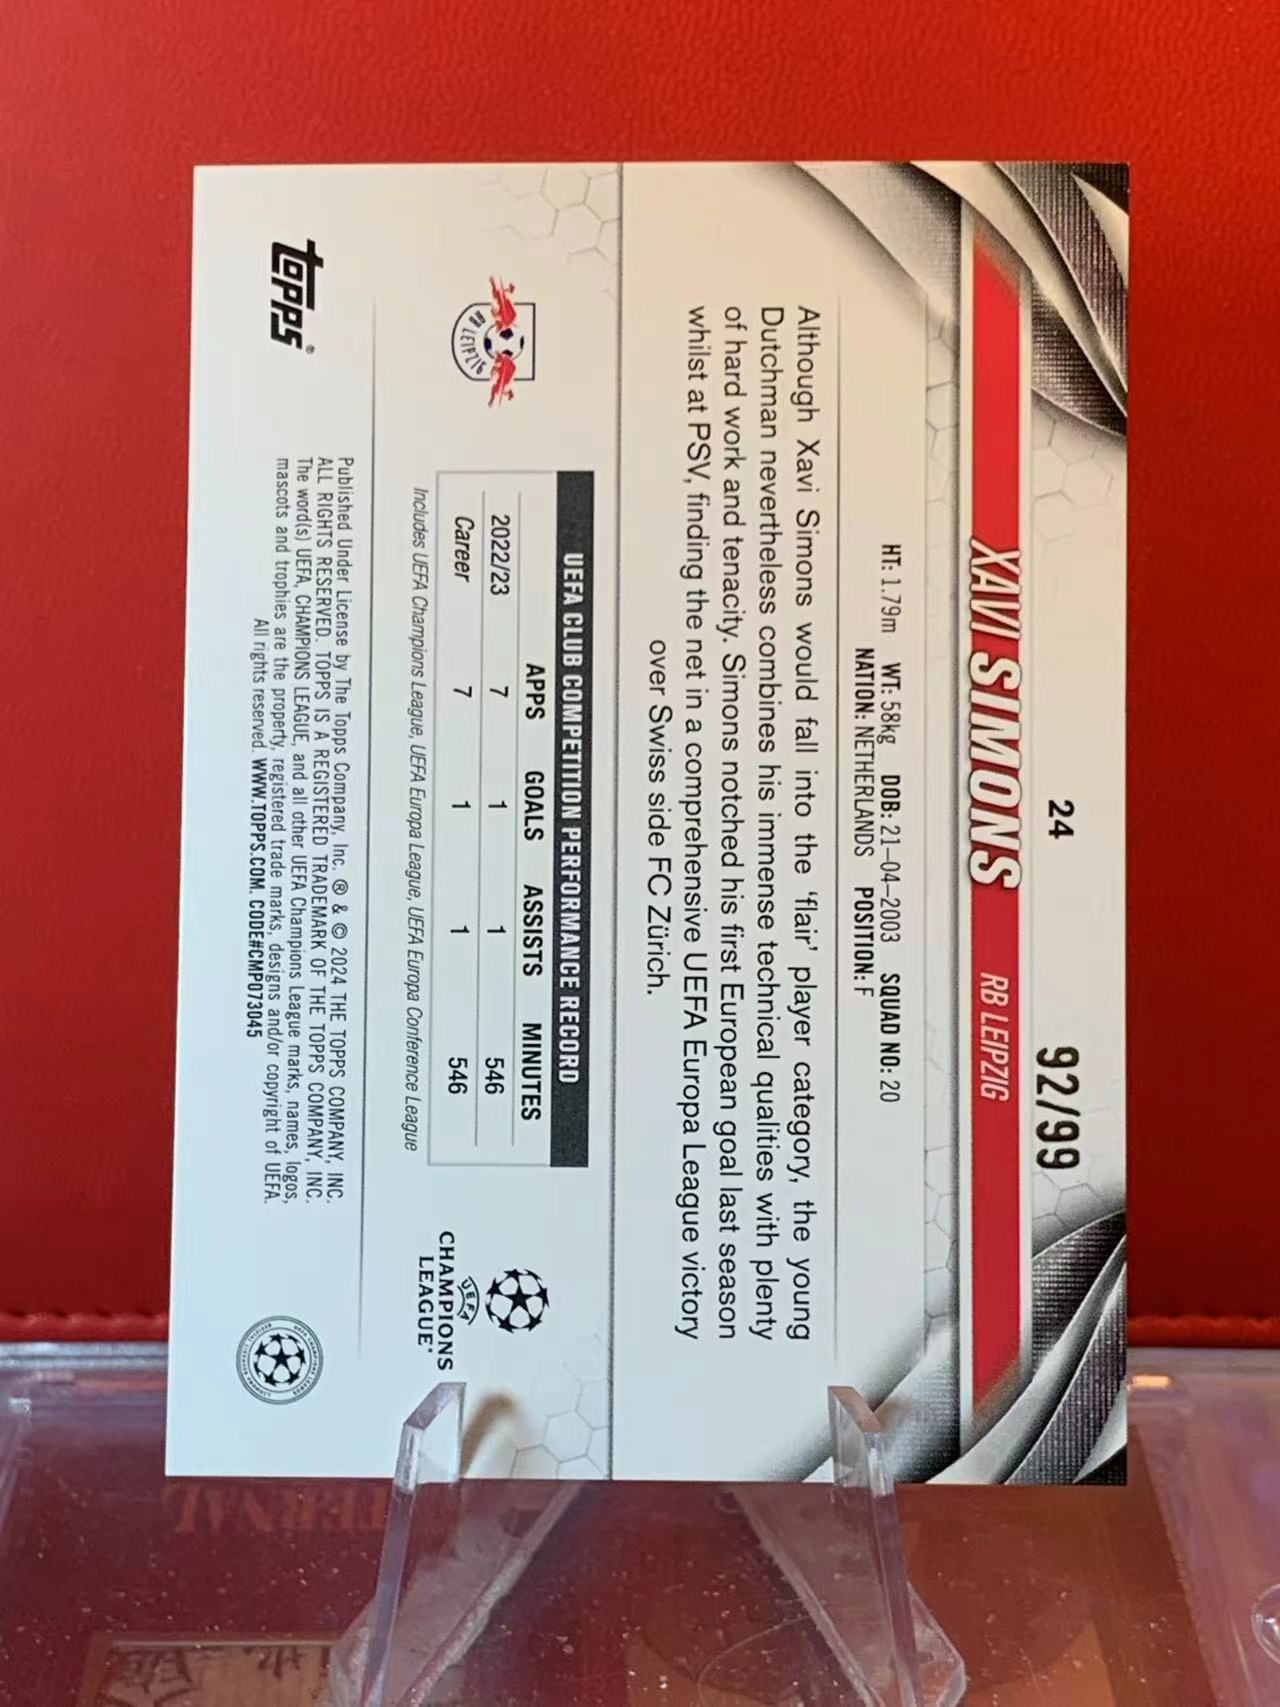 24
92/99
XAVI SIMONS RB LEIPZIG
HT: 1.79m WT: 58kg DOB: 21–04–2003 SQUAD NO: 20
NATION: NETHERLANDS POSITION: F
Although Xavi Simons would fall into the ‘flair’ player category, the young
Dutchman nevertheless combines his immense technical qualities with plenty
of hard work and tenacity. Simons notched his first European goal last season
whilst at PSV, finding the net in a comprehensive UEFA Europa League victory
over Swiss side FC Zürich.
LEIPZIG
UEFA CLUB COMPETITION PERFORMANCE RECORD
APPS GOALS ASSISTS MINUTES
2022/23 7 1 1 546
Career 7 1 1 546
Includes UEFA Champions League, UEFA Europa League, UEFA Europa Conference League
UEFA
CHAMPIONS
LEAGUE®
topps®
Published Under License by The Topps Company, Inc. ® & © 2024 THE TOPPS COMPANY, INC.
ALL RIGHTS RESERVED. TOPPS IS A REGISTERED TRADEMARK OF THE TOPPS COMPANY, INC.
The word(s) UEFA, CHAMPIONS LEAGUE, and all other UEFA Champions League marks, names, logos,
mascots and trophies are the property, registered trade marks, designs and/or copyright of UEFA.
All rights reserved. WWW.TOPPS.COM. CODE#CMP073045